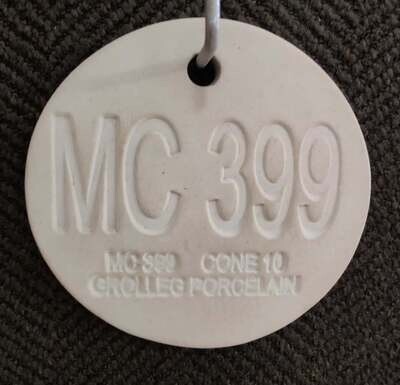 MC 399
MC 399 CONE 10
GROLLEG PORCELAIN